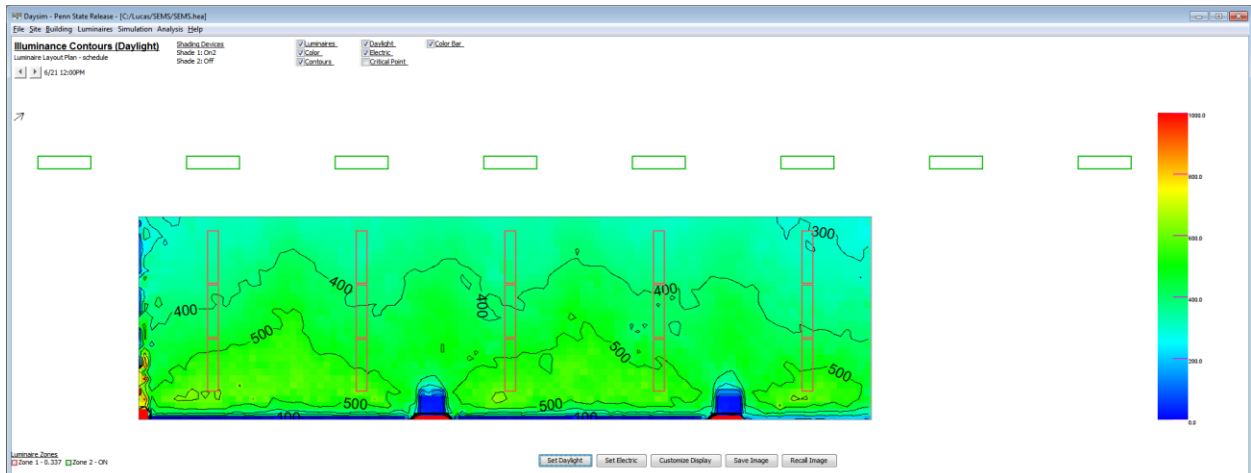 Daysim - Penn State Release - [C:/Lucas/SEMS/SEMS.hea]
File Site Building Luminaires Simulation Analysis Help
Illuminance Contours (Daylight)
Luminaire Layout Plan - schedule
6/21 12:00PM
Shading Devices
Shade 1: On2
Shade 2: Off
Luminaires
Color
Contours
Daylight
Electric
Critical Point
Color Bar
1000.0
800.0
600.0
400.0
200.0
0.0
300
400
400
400
400
500
500
500
500
500
100
100
Luminaire Zones
Zone 1 - 0.337 Zone 2 - ON
Set Daylight Set Electric Customize Display Save Image Recall Image